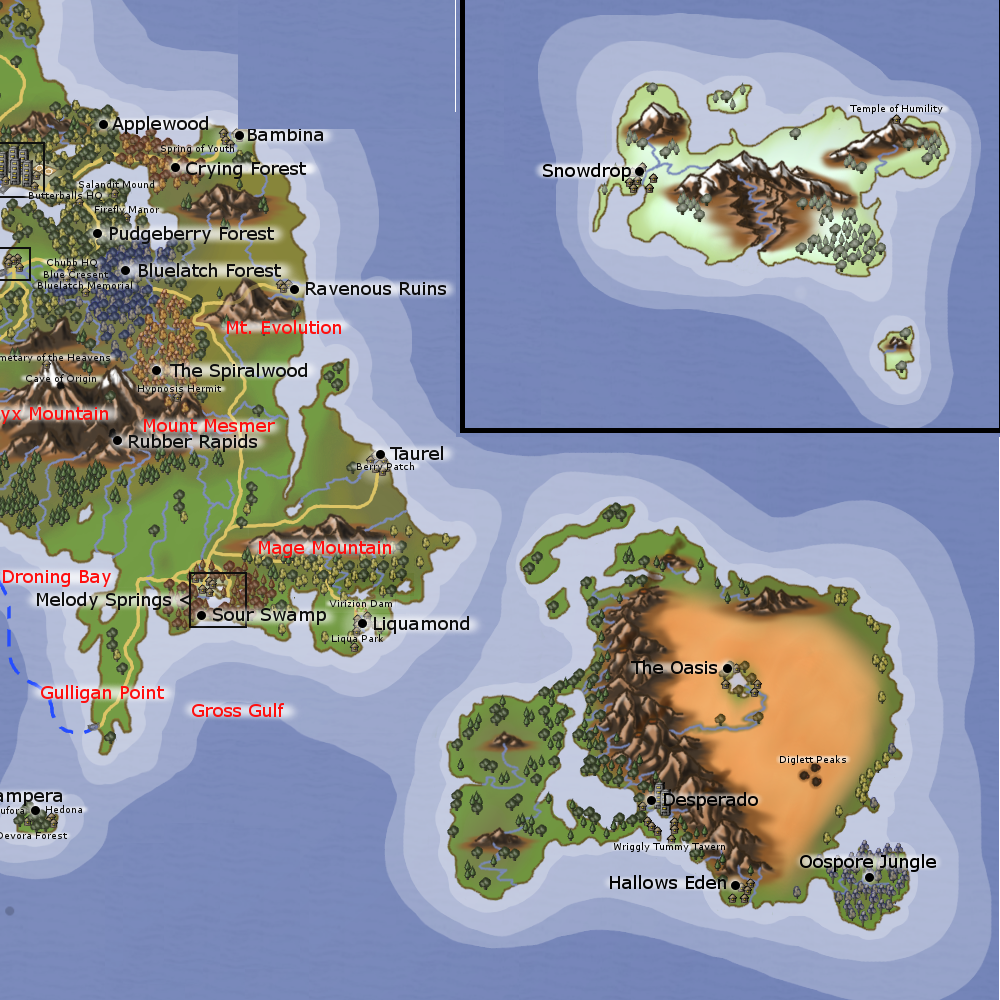 Applewood
Bambina
Spring of Youth
Crying Forest
Salandit Mound
Butterballs HQ
Firefly Manor
Pudgeberry Forest
Chubb HQ
Blue Cresent
Bluelatch Forest
Bluelatch Memorial
Ravenous Ruins
Mt. Evolution
metary of the Heavens
The Spiralwood
Cave of Origin
Hypnosis Hermit
yx Mountain
Mount Mesmer
Rubber Rapids
Taurel
Berry Patch
Mage Mountain
Droning Bay
Melody Springs <
Sour Swamp
Virizion Dam
Liquamond
Liqua Park
Gulligan Point
Gross Gulf
ampera
ufora
Hedona
Devora Forest
Temple of Humility
Snowdrop
The Oasis
Diglett Peaks
Desperado
Wriggly Tummy Tavern
Hallows Eden
Oospore Jungle